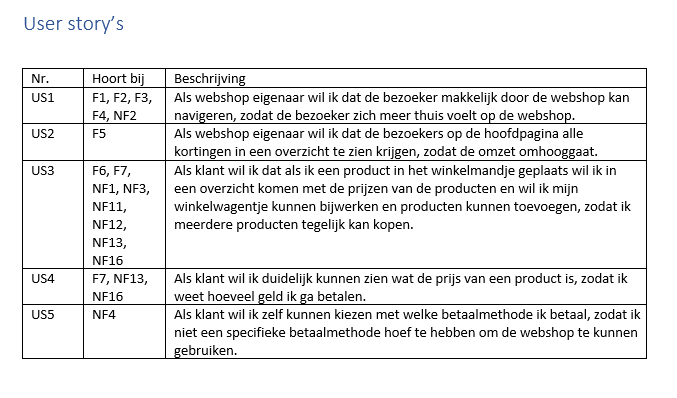 User story’s
Nr. Hoort bij Beschrijving
US1 F1, F2, F3, Als webshop eigenaar wil ik dat de bezoeker makkelijk door de webshop kan
F4, NF2 navigeren, zodat de bezoeker zich meer thuis voelt op de webshop.
US2 F5 Als webshop eigenaar wil ik dat de bezoekers op de hoofdpagina alle
kortingen in een overzicht te zien krijgen, zodat de omzet omhooggaat.
US3 F6, F7, Als klant wil ik dat als ik een product in het winkelmandje geplaats wil ik in
NF1, NF3, een overzicht komen met de prijzen van de producten en wil ik mijn
NF11, winkelwagentje kunnen bijwerken en producten kunnen toevoegen, zodat ik
NF12, meerdere producten tegelijk kan kopen.
NF13,
NF16
US4 F7, NF13, Als klant wil ik duidelijk kunnen zien wat de prijs van een product is, zodat ik
NF16 weet hoeveel geld ik ga betalen.
US5 NF4 Als klant wil ik zelf kunnen kiezen met welke betaalmethode ik betaal, zodat ik
niet een specifieke betaalmethode hoef te hebben om de webshop te kunnen
gebruiken.